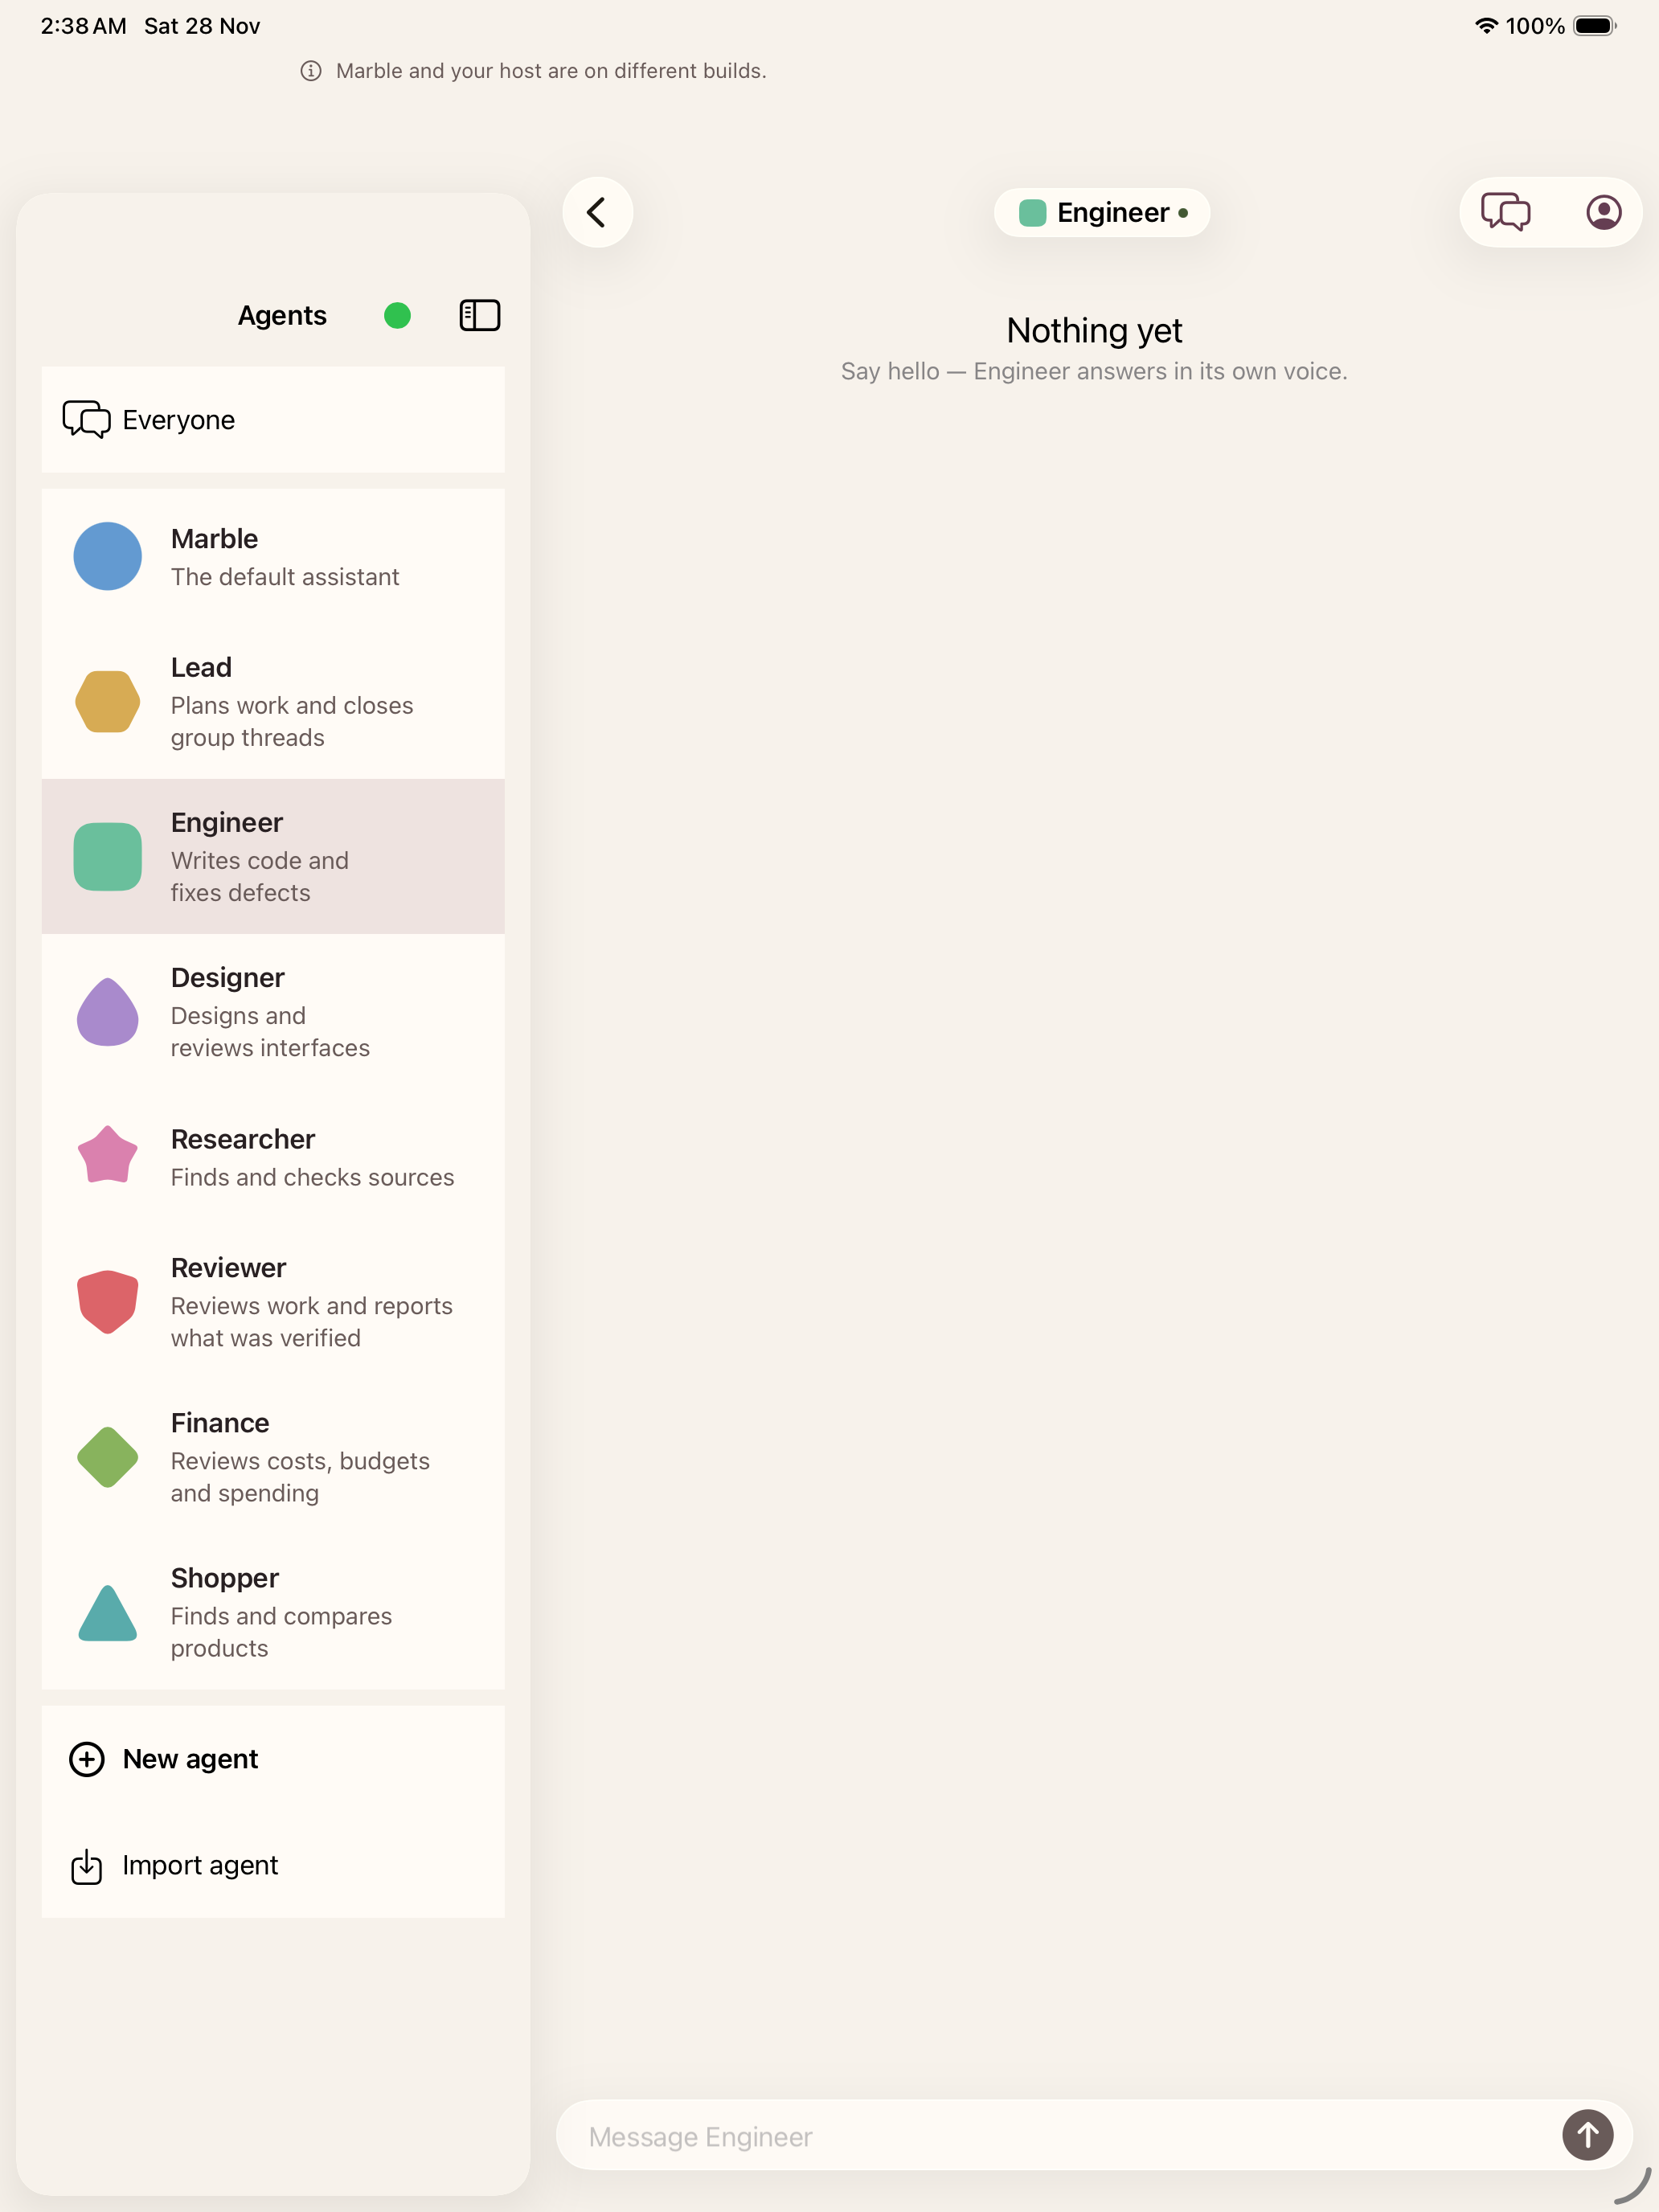 2:38 AM Sat 28 Nov
100%
Marble and your host are on different builds.
Agents
Everyone
Marble
The default assistant
Lead
Plans work and closes
group threads
Engineer
Writes code and
fixes defects
Designer
Designs and
reviews interfaces
Researcher
Finds and checks sources
Reviewer
Reviews work and reports
what was verified
Finance
Reviews costs, budgets
and spending
Shopper
Finds and compares
products
New agent
Import agent
Engineer
Nothing yet
Say hello — Engineer answers in its own voice.
Message Engineer